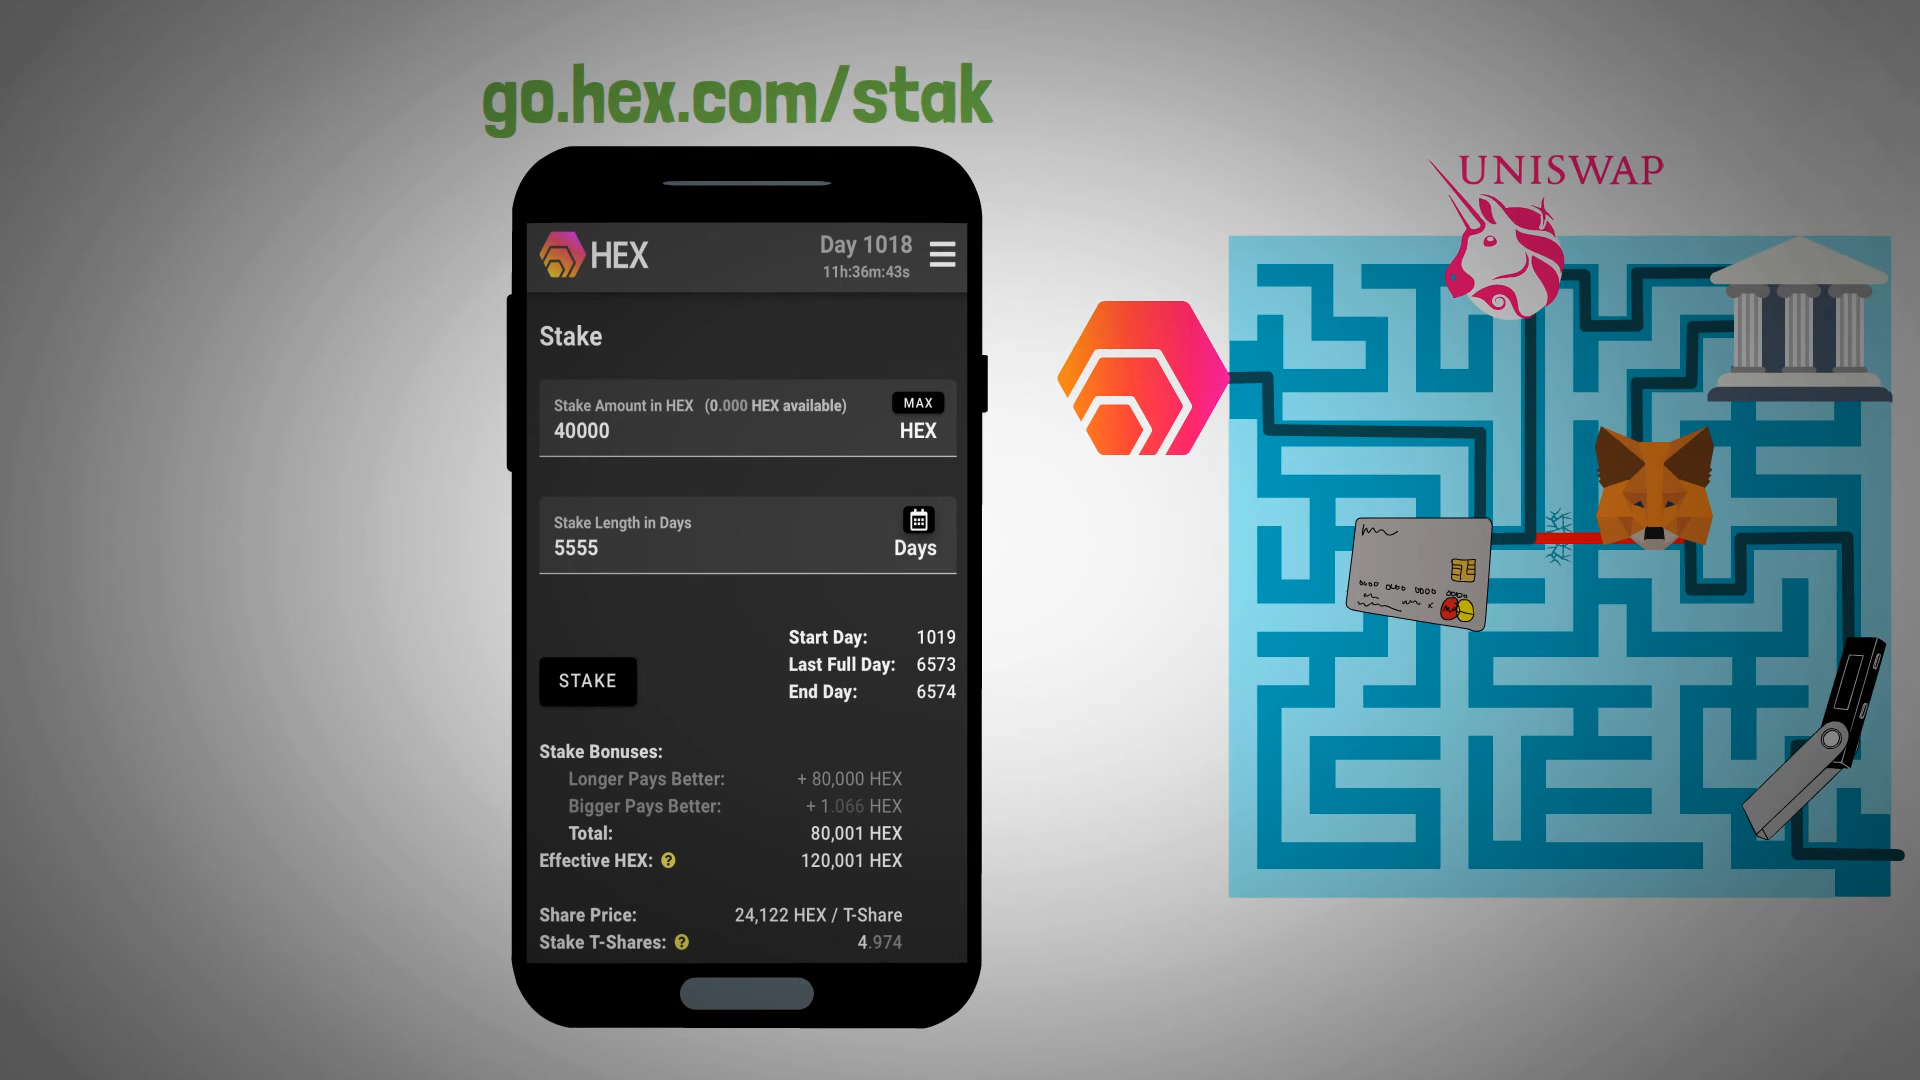 go.hex.com/stak
UNISWAP
HEX
Day 1018
11h:36m:43s
Stake
Stake Amount in HEX (0.000 HEX available)
MAX
40000
HEX
Stake Length in Days
5555
Days
STAKE
Start Day: 1019
Last Full Day: 6573
End Day: 6574
Stake Bonuses:
Longer Pays Better: + 80,000 HEX
Bigger Pays Better: + 1.066 HEX
Total: 80,001 HEX
Effective HEX: ? 120,001 HEX
Share Price: 24,122 HEX / T-Share
Stake T-Shares: ? 4.974